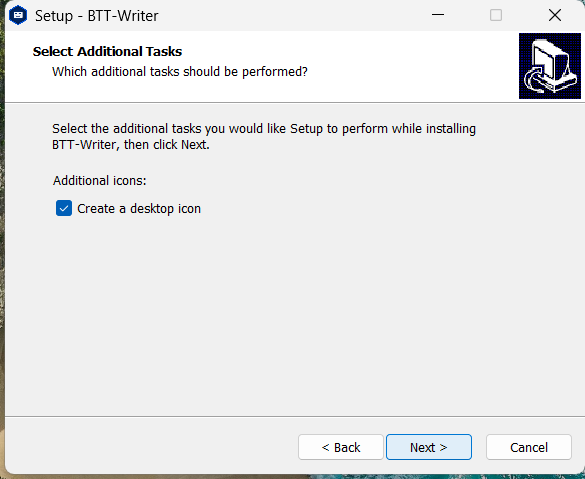 Setup - BTT-Writer
Select Additional Tasks
Which additional tasks should be performed?
Select the additional tasks you would like Setup to perform while installing
BTT-Writer, then click Next.
Additional icons:
Create a desktop icon
< Back Next > Cancel